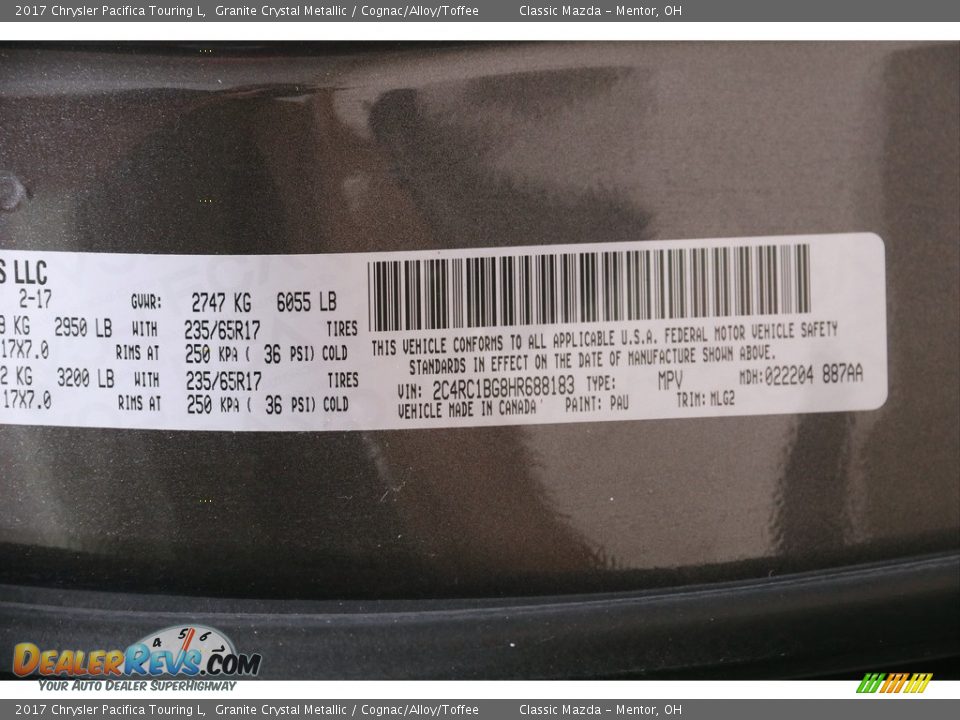 2017 Chrysler Pacifica Touring L, Granite Crystal Metallic / Cognac/Alloy/Toffee Classic Mazda - Mentor, OH
S LLC
2-17 GVWR: 2747 KG 6055 LB
KG 2950 LB WITH 235/65R17 TIRES
17X7.0 RIMS AT 250 KPA ( 36 PSI) COLD
2 KG 3200 LB WITH 235/65R17 TIRES
17X7.0 RIMS AT 250 KPA ( 36 PSI) COLD
THIS VEHICLE CONFORMS TO ALL APPLICABLE U.S.A. FEDERAL MOTOR VEHICLE SAFETY
STANDARDS IN EFFECT ON THE DATE OF MANUFACTURE SHOWN ABOVE.
VIN: 2C4RC1BG8HR688183 TYPE: MPV MDH:022204 887AA
VEHICLE MADE IN CANADA PAINT: PAU TRIM: MLG2
4 5 6
DEALERREVS.COM
YOUR AUTO DEALER SUPERHIGHWAY
2017 Chrysler Pacifica Touring L, Granite Crystal Metallic / Cognac/Alloy/Toffee Classic Mazda - Mentor, OH